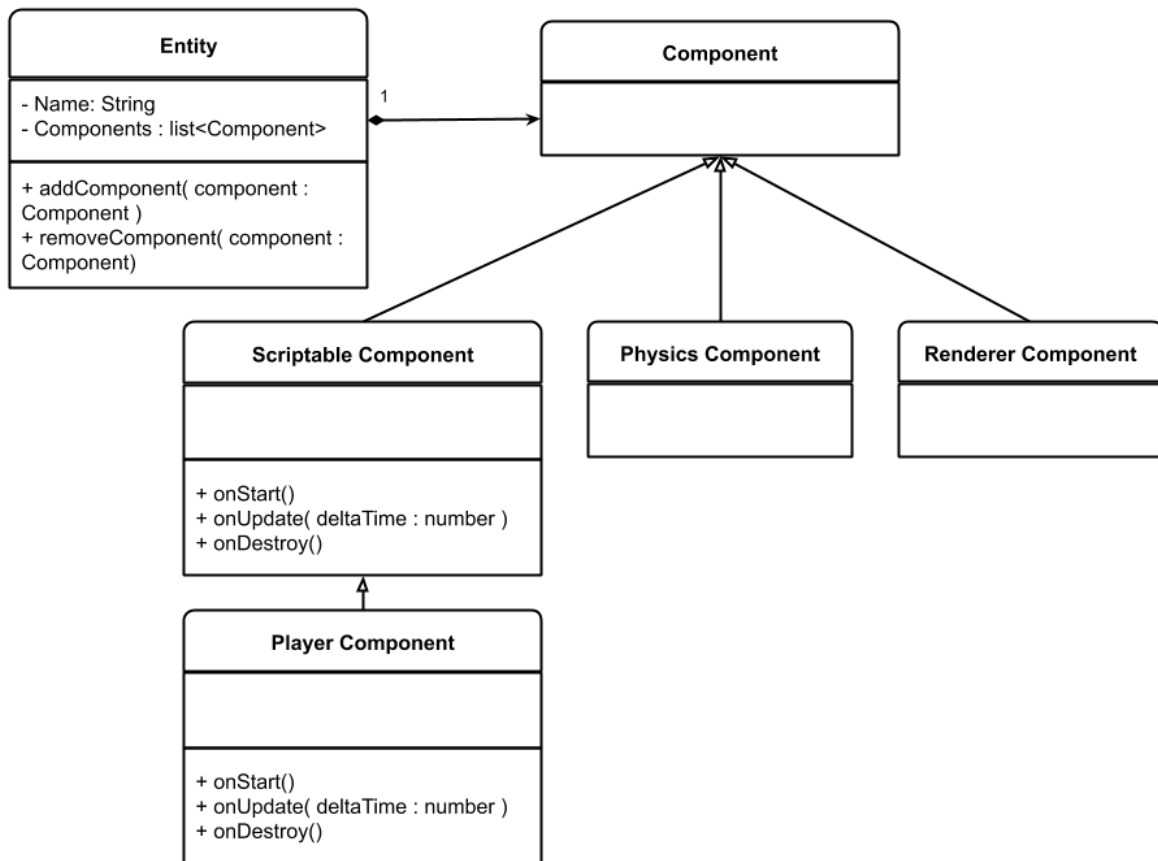 Entity
- Name: String
- Components : list<Component>
+ addComponent( component :
Component )
+ removeComponent( component :
Component)
1
Component
Scriptable Component
+ onStart()
+ onUpdate( deltaTime : number )
+ onDestroy()
Physics Component
Renderer Component
Player Component
+ onStart()
+ onUpdate( deltaTime : number )
+ onDestroy()